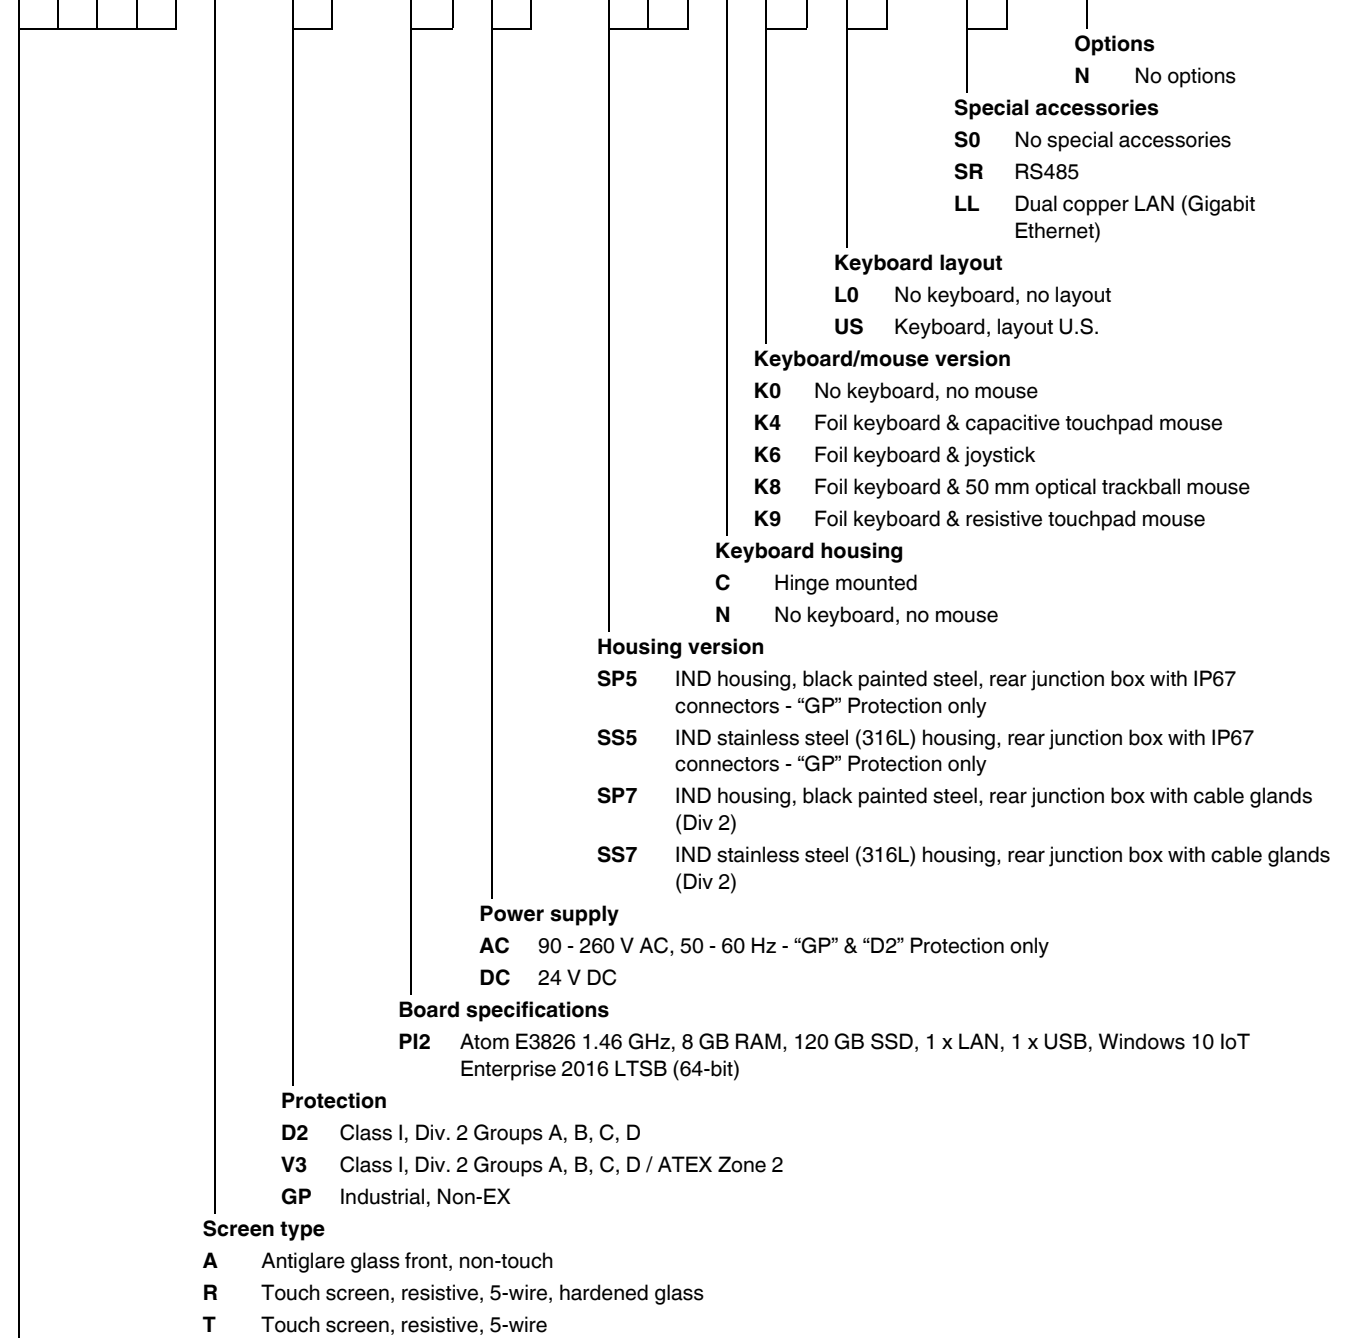 Options
N No options
Special accessories
S0 No special accessories
SR RS485
LL Dual copper LAN (Gigabit
Ethernet)
Keyboard layout
L0 No keyboard, no layout
US Keyboard, layout U.S.
Keyboard/mouse version
K0 No keyboard, no mouse
K4 Foil keyboard & capacitive touchpad mouse
K6 Foil keyboard & joystick
K8 Foil keyboard & 50 mm optical trackball mouse
K9 Foil keyboard & resistive touchpad mouse
Keyboard housing
C Hinge mounted
N No keyboard, no mouse
Housing version
SP5 IND housing, black painted steel, rear junction box with IP67
connectors - “GP” Protection only
SS5 IND stainless steel (316L) housing, rear junction box with IP67
connectors - “GP” Protection only
SP7 IND housing, black painted steel, rear junction box with cable glands
(Div 2)
SS7 IND stainless steel (316L) housing, rear junction box with cable glands
(Div 2)
Power supply
AC 90 - 260 V AC, 50 - 60 Hz - “GP” & “D2” Protection only
DC 24 V DC
Board specifications
PI2 Atom E3826 1.46 GHz, 8 GB RAM, 120 GB SSD, 1 x LAN, 1 x USB, Windows 10 IoT
Enterprise 2016 LTSB (64-bit)
Protection
D2 Class I, Div. 2 Groups A, B, C, D
V3 Class I, Div. 2 Groups A, B, C, D / ATEX Zone 2
GP Industrial, Non-EX
Screen type
A Antiglare glass front, non-touch
R Touch screen, resistive, 5-wire, hardened glass
T Touch screen, resistive, 5-wire